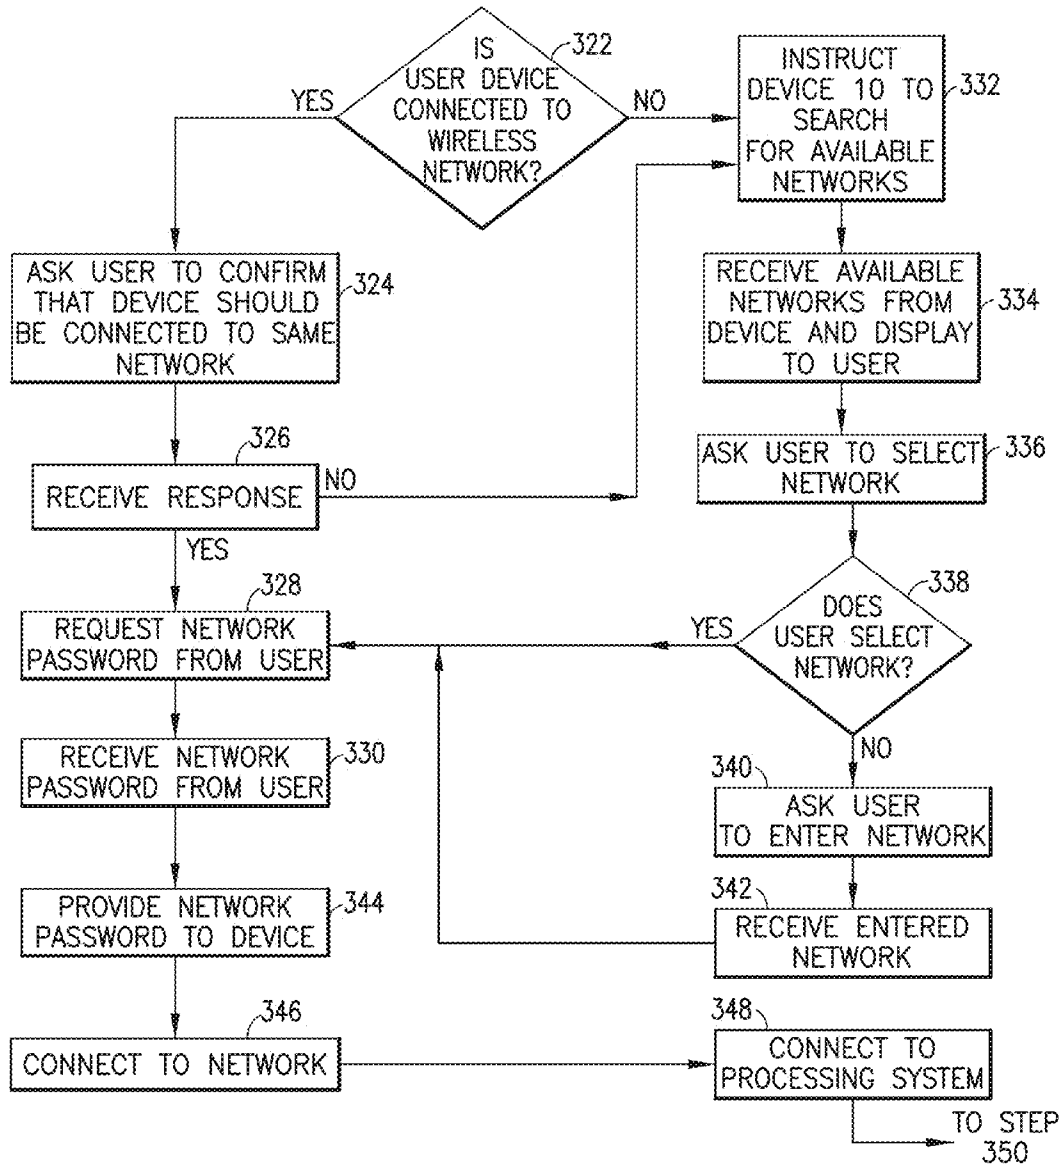 IS
USER DEVICE
CONNECTED TO
WIRELESS
NETWORK?
322
YES
NO
INSTRUCT
DEVICE 10 TO
SEARCH
FOR AVAILABLE
NETWORKS
332
ASK USER TO CONFIRM
THAT DEVICE SHOULD
BE CONNECTED TO SAME
NETWORK
324
RECEIVE AVAILABLE
NETWORKS FROM
DEVICE AND DISPLAY
TO USER
334
326
RECEIVE RESPONSE
NO
YES
ASK USER TO SELECT
NETWORK
336
328
REQUEST NETWORK
PASSWORD FROM USER
338
DOES
USER SELECT
NETWORK?
YES
NO
RECEIVE NETWORK
PASSWORD FROM USER
330
340
ASK USER
TO ENTER NETWORK
PROVIDE NETWORK
PASSWORD TO DEVICE
344
342
RECEIVE ENTERED
NETWORK
346
CONNECT TO NETWORK
348
CONNECT TO
PROCESSING SYSTEM
TO STEP
350